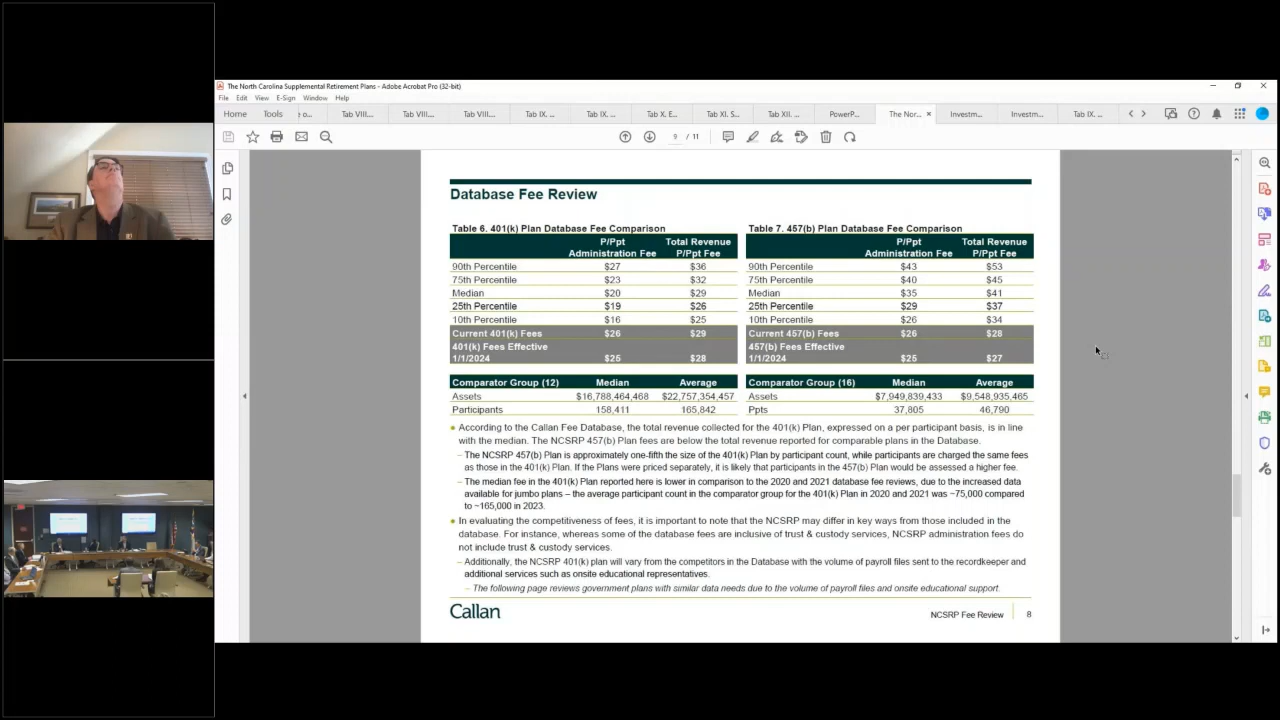 The North Carolina Supplemental Retirement Plans - Adobe Acrobat Pro (32-bit)
File Edit View E-Sign Window Help
Home Tools e o... Tab VIII.... Tab VIII.... Tab VIII.... Tab IX. ... Tab IX. ... Tab X. E... Tab XI. S... Tab XII. ... PowerP... The Nor... × Investm... Investm... Tab IX. ...
9 / 11
Database Fee Review
Table 6. 401(k) Plan Database Fee Comparison
P/Ppt Administration Fee Total Revenue P/Ppt Fee
90th Percentile $27 $36
75th Percentile $23 $32
Median $20 $29
25th Percentile $19 $26
10th Percentile $16 $25
Current 401(k) Fees $26 $29
401(k) Fees Effective
1/1/2024 $25 $28
Comparator Group (12) Median Average
Assets $16,788,464,468 $22,757,354,457
Participants 158,411 165,842
Table 7. 457(b) Plan Database Fee Comparison
P/Ppt Administration Fee Total Revenue P/Ppt Fee
90th Percentile $43 $53
75th Percentile $40 $45
Median $35 $41
25th Percentile $29 $37
10th Percentile $26 $34
Current 457(b) Fees $26 $28
457(b) Fees Effective
1/1/2024 $25 $27
Comparator Group (16) Median Average
Assets $7,949,839,433 $9,548,935,465
Ppts 37,805 46,790
● According to the Callan Fee Database, the total revenue collected for the 401(k) Plan, expressed on a per participant basis, is in line
with the median. The NCSRP 457(b) Plan fees are below the total revenue reported for comparable plans in the Database.
– The NCSRP 457(b) Plan is approximately one-fifth the size of the 401(k) Plan by participant count, while participants are charged the same fees
as those in the 401(k) Plan. If the Plans were priced separately, it is likely that participants in the 457(b) Plan would be assessed a higher fee.
– The median fee in the 401(k) Plan reported here is lower in comparison to the 2020 and 2021 database fee reviews, due to the increased data
available for jumbo plans – the average participant count in the comparator group for the 401(k) Plan in 2020 and 2021 was ~75,000 compared
to ~165,000 in 2023.
● In evaluating the competitiveness of fees, it is important to note that the NCSRP may differ in key ways from those included in the
database. For instance, whereas some of the database fees are inclusive of trust & custody services, NCSRP administration fees do
not include trust & custody services.
– Additionally, the NCSRP 401(k) plan will vary from the competitors in the Database with the volume of payroll files sent to the recordkeeper and
additional services such as onsite educational representatives.
– The following page reviews government plans with similar data needs due to the volume of payroll files and onsite educational support.
Callan
NCSRP Fee Review 8